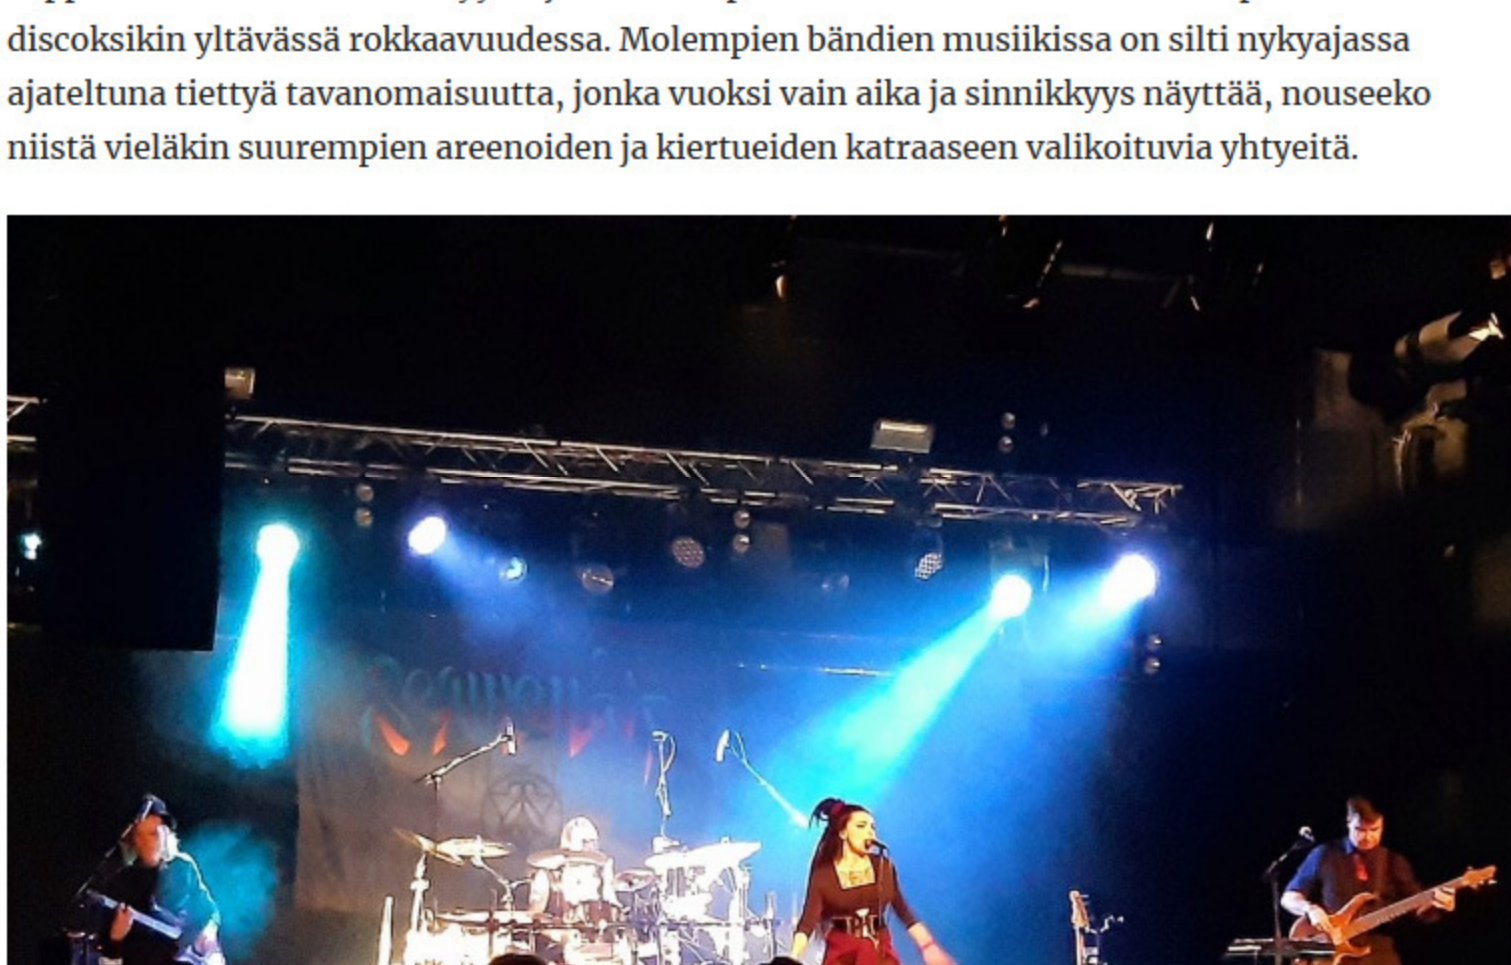 discoksikin yltävässä rokkaavuudessa. Molempien bändien musiikissa on silti nykyajassa
ajateltuna tiettyä tavanomaisuutta, jonka vuoksi vain aika ja sinnikkyys näyttää, nouseeko
niistä vieläkin suurempien areenoiden ja kiertueiden katraaseen valikoituvia yhtyeitä.